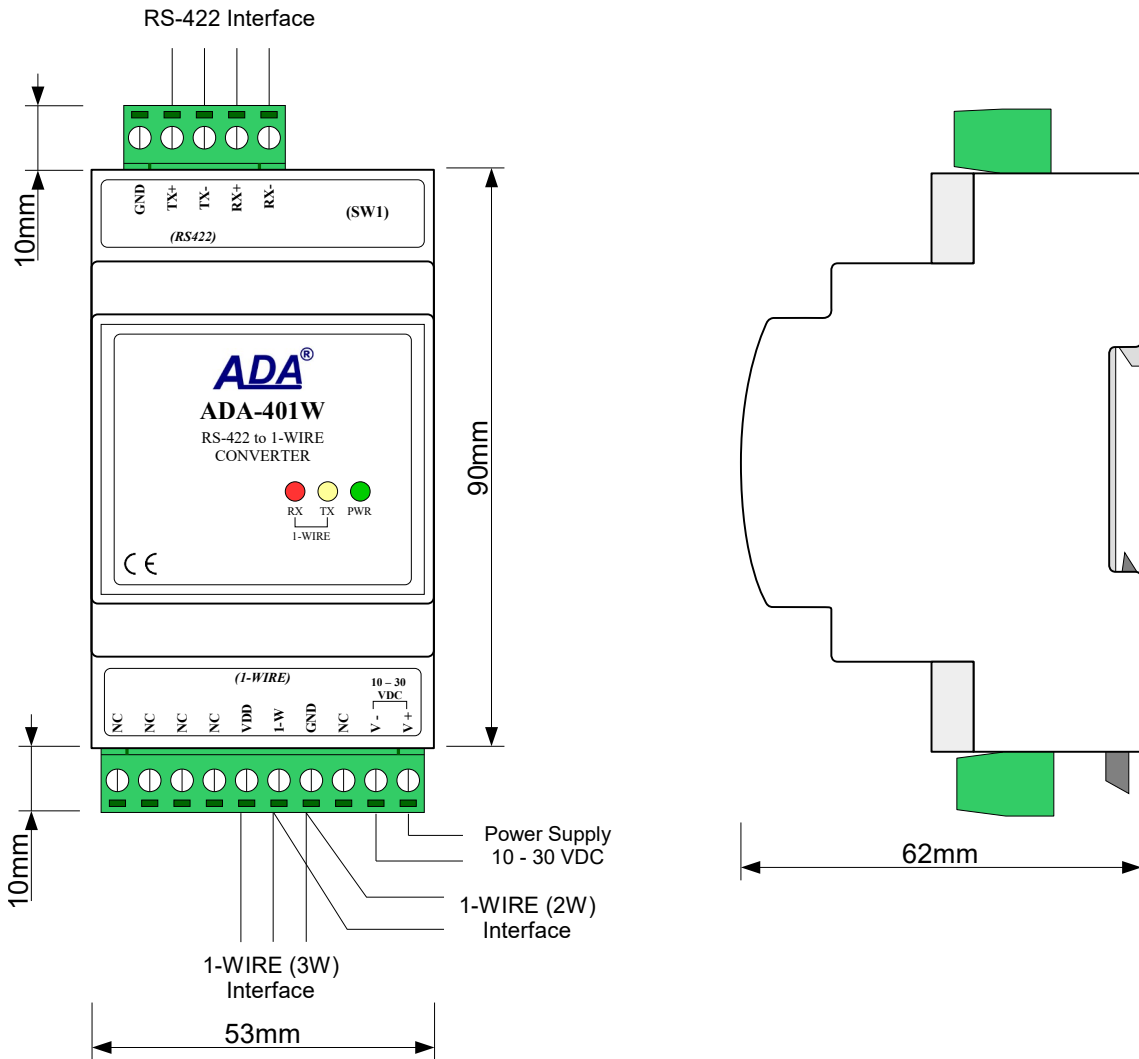 RS-422 Interface
10mm
GND
TX+
TX-
RX+
RX-
(RS422)
(SW1)
ADA®
ADA-401W
RS-422 to 1-WIRE
CONVERTER
RX TX PWR
1-WIRE
CE
90mm
(1-WIRE)
10 – 30
VDC
NC
NC
NC
NC
VDD
1-W
GND
NC
V -
V +
10mm
Power Supply
10 - 30 VDC
1-WIRE (2W)
Interface
1-WIRE (3W)
Interface
53mm
62mm